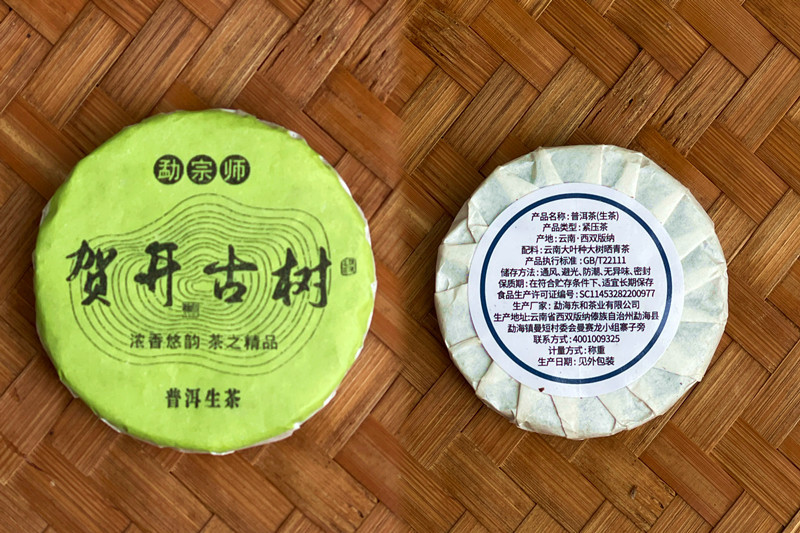 勐宗师
贺开古树
浓香悠韵 茶之精品
普洱生茶
产品名称:普洱茶(生茶)
产品类型:紧压茶
产地:云南·西双版纳
配料:云南大叶种大树晒青茶
产品执行标准:GB/T22111
储存方法:通风、避光、防潮、无异味、密封
保质期:在符合贮存条件下、适宜长期保存
食品生产许可证编号:SC11453282200977
生产厂家:勐海东和茶业有限公司
生产地址:云南省西双版纳傣族自治州勐海县
勐海镇曼短村委会曼赛龙小组寨子旁
联系方式:4001009325
计量方式:称重
生产日期:见外包装